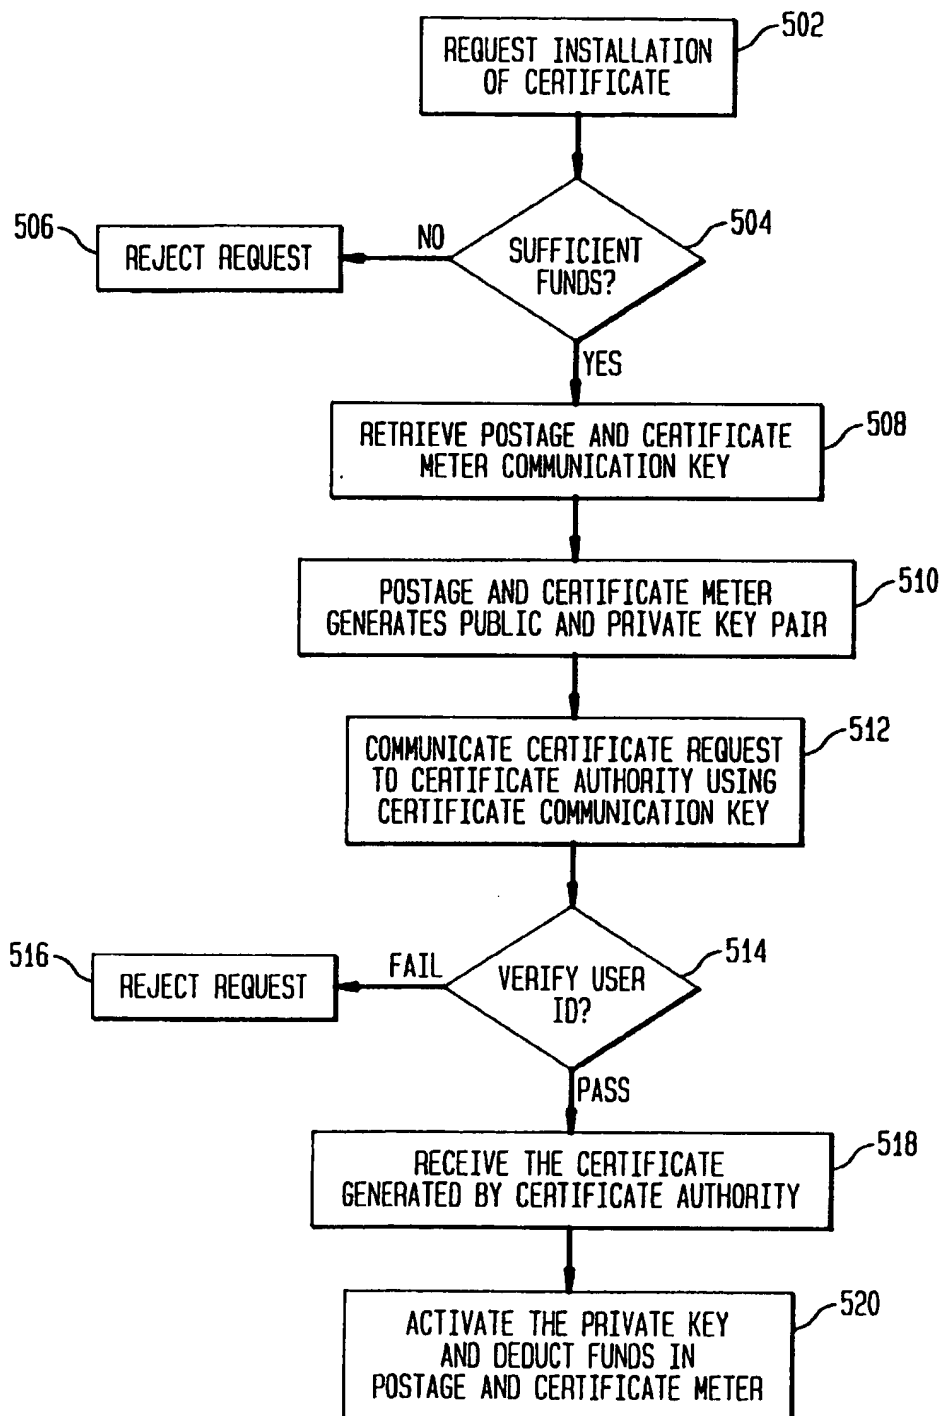 502
REQUEST INSTALLATION
OF CERTIFICATE
504
SUFFICIENT
FUNDS?
NO
506
REJECT REQUEST
YES
508
RETRIEVE POSTAGE AND CERTIFICATE
METER COMMUNICATION KEY
510
POSTAGE AND CERTIFICATE METER
GENERATES PUBLIC AND PRIVATE KEY PAIR
512
COMMUNICATE CERTIFICATE REQUEST
TO CERTIFICATE AUTHORITY USING
CERTIFICATE COMMUNICATION KEY
514
VERIFY USER
ID?
FAIL
516
REJECT REQUEST
PASS
518
RECEIVE THE CERTIFICATE
GENERATED BY CERTIFICATE AUTHORITY
520
ACTIVATE THE PRIVATE KEY
AND DEDUCT FUNDS IN
POSTAGE AND CERTIFICATE METER